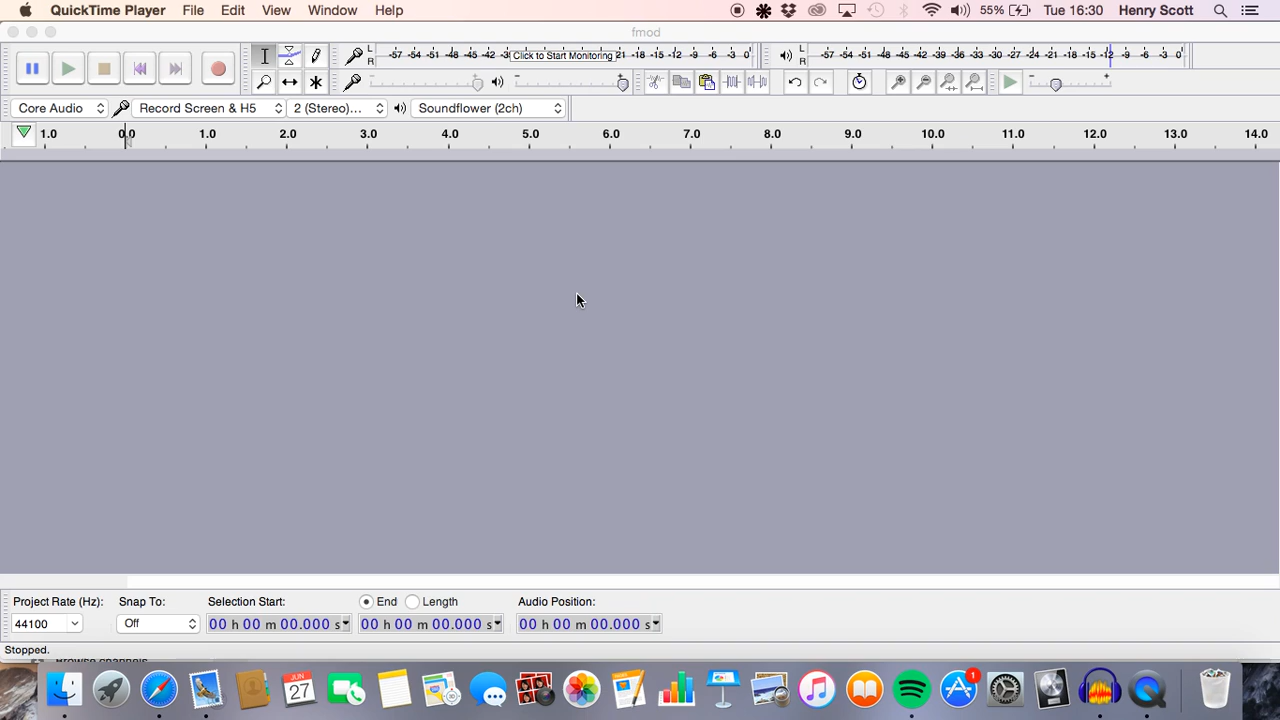 QuickTime Player File Edit View Window Help 55% Tue 16:30 Henry Scott
fmod
L -57 -54 -51 -48 -45 -42 -3 Click to Start Monitoring 21 -18 -15 -12 -9 -6 -3 0 L -57 -54 -51 -48 -45 -42 -39 -36 -33 -30 -27 -24 -21 -18 -15 -12 -9 -6 -3 0
R R
Core Audio Record Screen & H5 2 (Stereo)... Soundflower (2ch)
1.0 0.0 1.0 2.0 3.0 4.0 5.0 6.0 7.0 8.0 9.0 10.0 11.0 12.0 13.0 14.0
Project Rate (Hz): Snap To: Selection Start: End Length Audio Position:
44100 Off 00 h 00 m 00.000 s 00 h 00 m 00.000 s 00 h 00 m 00.000 s
Stopped.
JUN
27
1